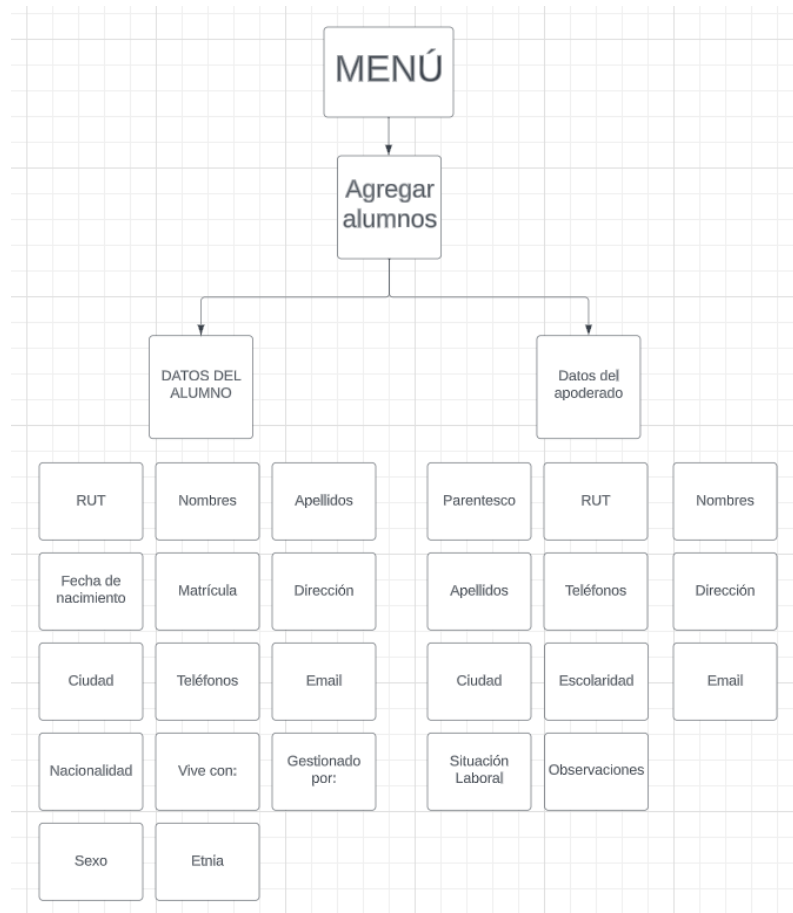 MENÚ
Agregar
alumnos
DATOS DEL
ALUMNO
Datos del
apoderado
RUT
Nombres
Apellidos
Fecha de
nacimiento
Matrícula
Dirección
Ciudad
Teléfonos
Email
Nacionalidad
Vive con:
Gestionado
por:
Sexo
Etnia
Parentesco
RUT
Nombres
Apellidos
Teléfonos
Dirección
Ciudad
Escolaridad
Email
Situación
Laboral
Observaciones